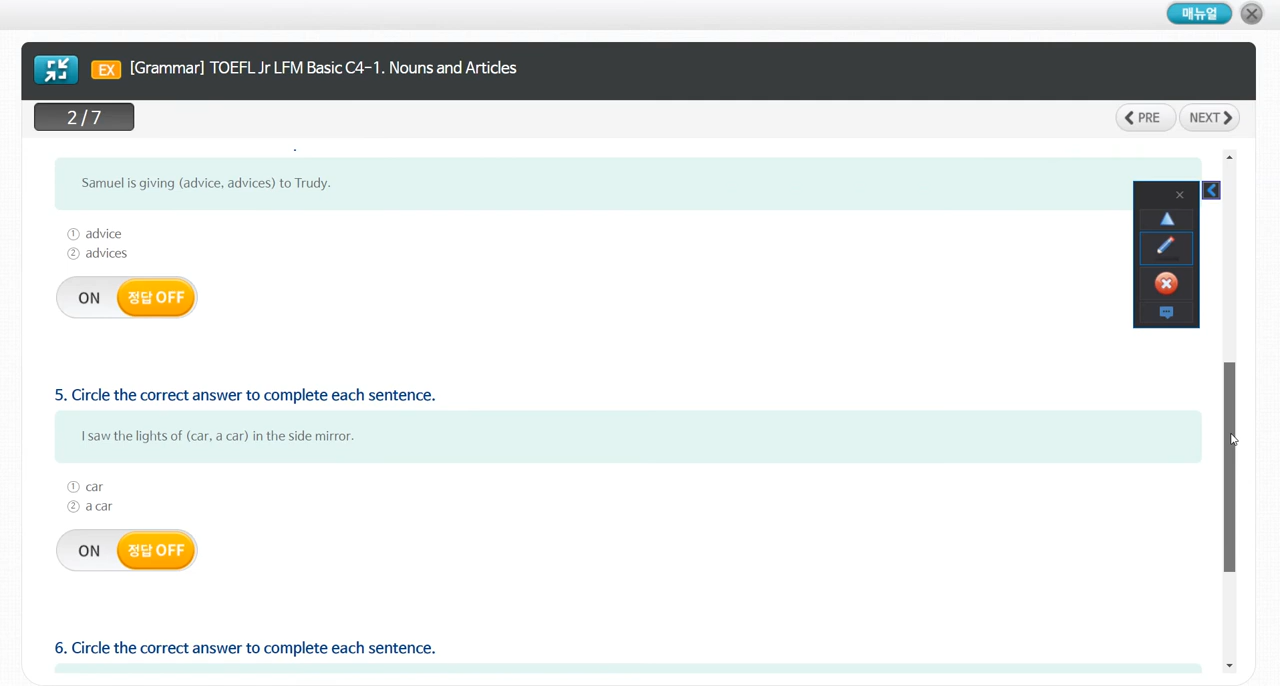 매뉴얼
EX [Grammar] TOEFL Jr LFM Basic C4-1. Nouns and Articles
2 / 7
PRE
NEXT
Samuel is giving (advice, advices) to Trudy.
① advice
② advices
ON 정답 OFF
5. Circle the correct answer to complete each sentence.
I saw the lights of (car, a car) in the side mirror.
① car
② a car
ON 정답 OFF
6. Circle the correct answer to complete each sentence.